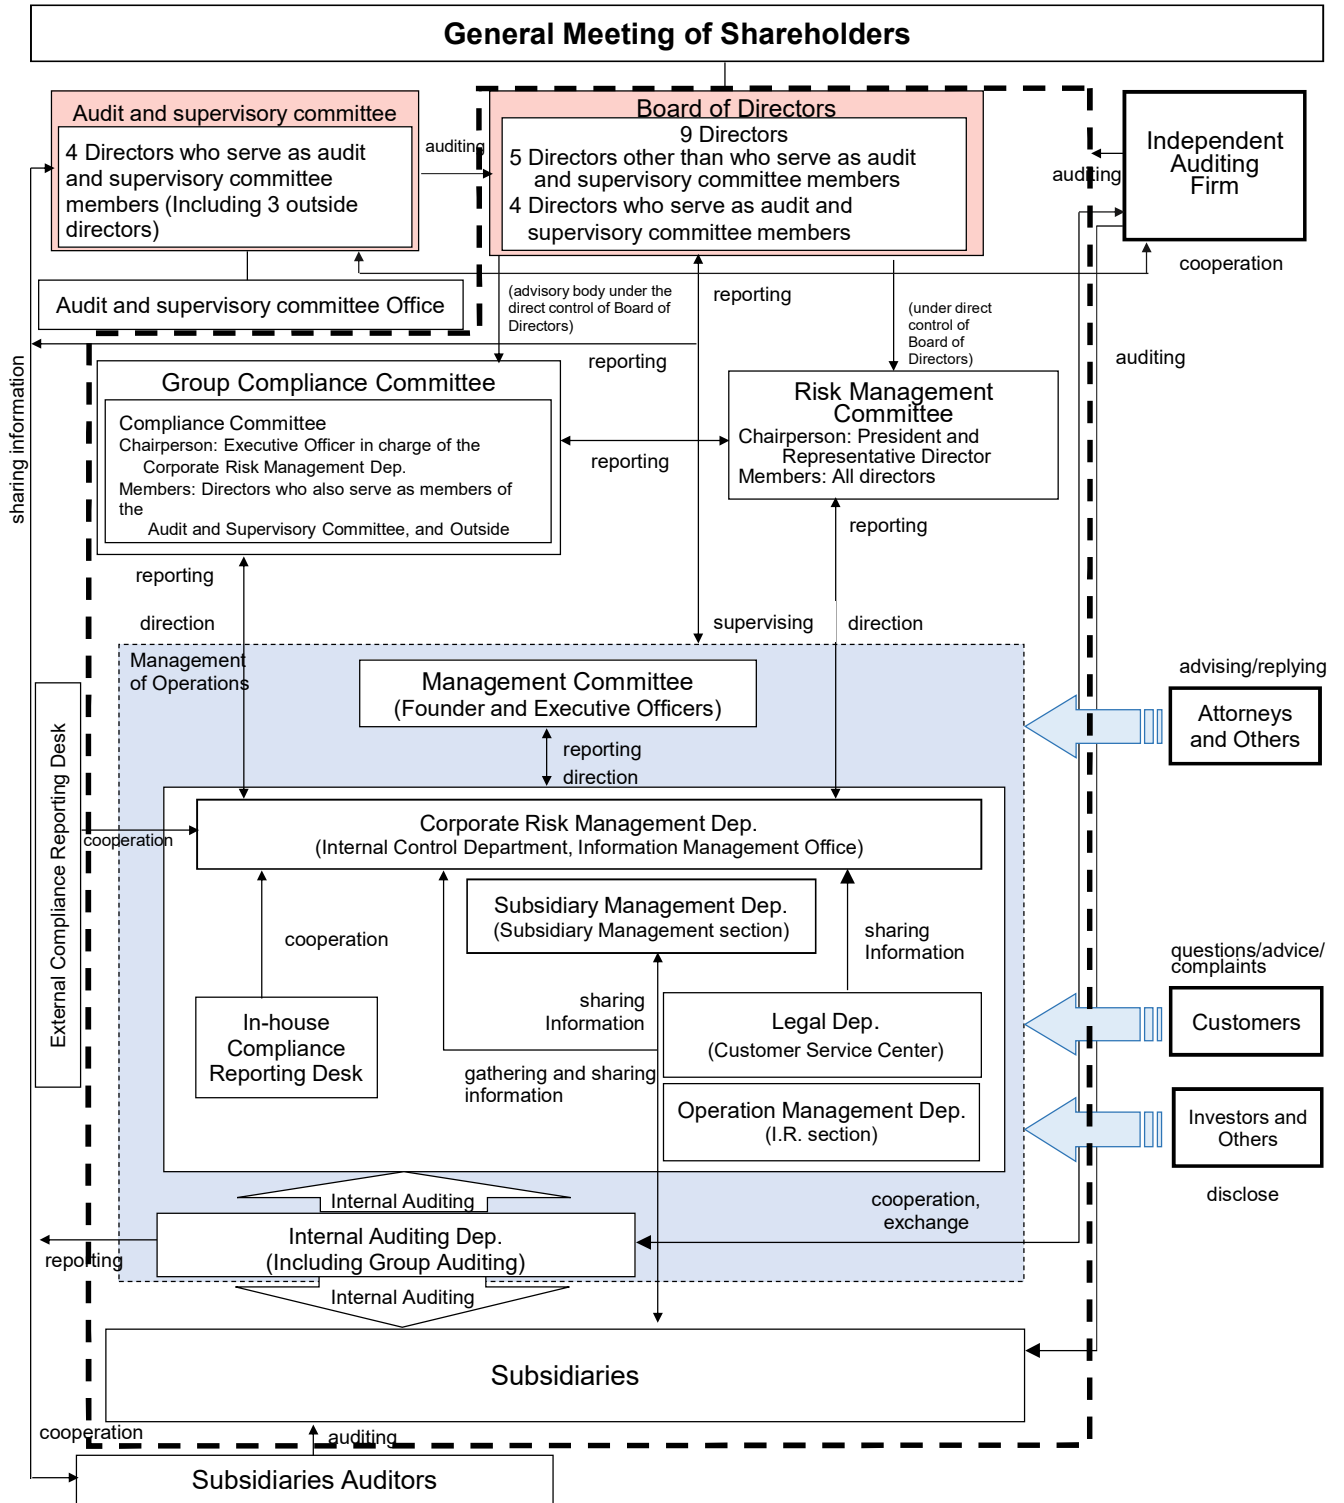 General Meeting of Shareholders
Audit and supervisory committee
4 Directors who serve as audit
and supervisory committee
members (Including 3 outside
directors)
Audit and supervisory committee Office
auditing
Board of Directors
9 Directors
5 Directors other than who serve as audit
and supervisory committee members
4 Directors who serve as audit and
supervisory committee members
auditing
Independent
Auditing
Firm
cooperation
(advisory body under the
direct control of Board of
Directors)
reporting
(under direct
control of
Board of
Directors)
auditing
reporting
sharing information
Group Compliance Committee
Compliance Committee
Chairperson: Executive Officer in charge of the
Corporate Risk Management Dep.
Members: Directors who also serve as members of
the
Audit and Supervisory Committee, and Outside
reporting
Risk Management
Committee
Chairperson: President and
Representative Director
Members: All directors
reporting
reporting
direction
supervising
direction
Management
of Operations
Management Committee
(Founder and Executive Officers)
reporting
direction
advising/replying
Attorneys
and Others
External Compliance Reporting Desk
cooperation
Corporate Risk Management Dep.
(Internal Control Department, Information Management Office)
Subsidiary Management Dep.
(Subsidiary Management section)
cooperation
sharing
Information
sharing
Information
In-house
Compliance
Reporting Desk
Legal Dep.
(Customer Service Center)
questions/advice/
complaints
Customers
gathering and sharing
information
Operation Management Dep.
(I.R. section)
Investors and
Others
disclose
Internal Auditing
cooperation,
exchange
Internal Auditing Dep.
(Including Group Auditing)
reporting
Internal Auditing
Subsidiaries
cooperation
auditing
Subsidiaries Auditors